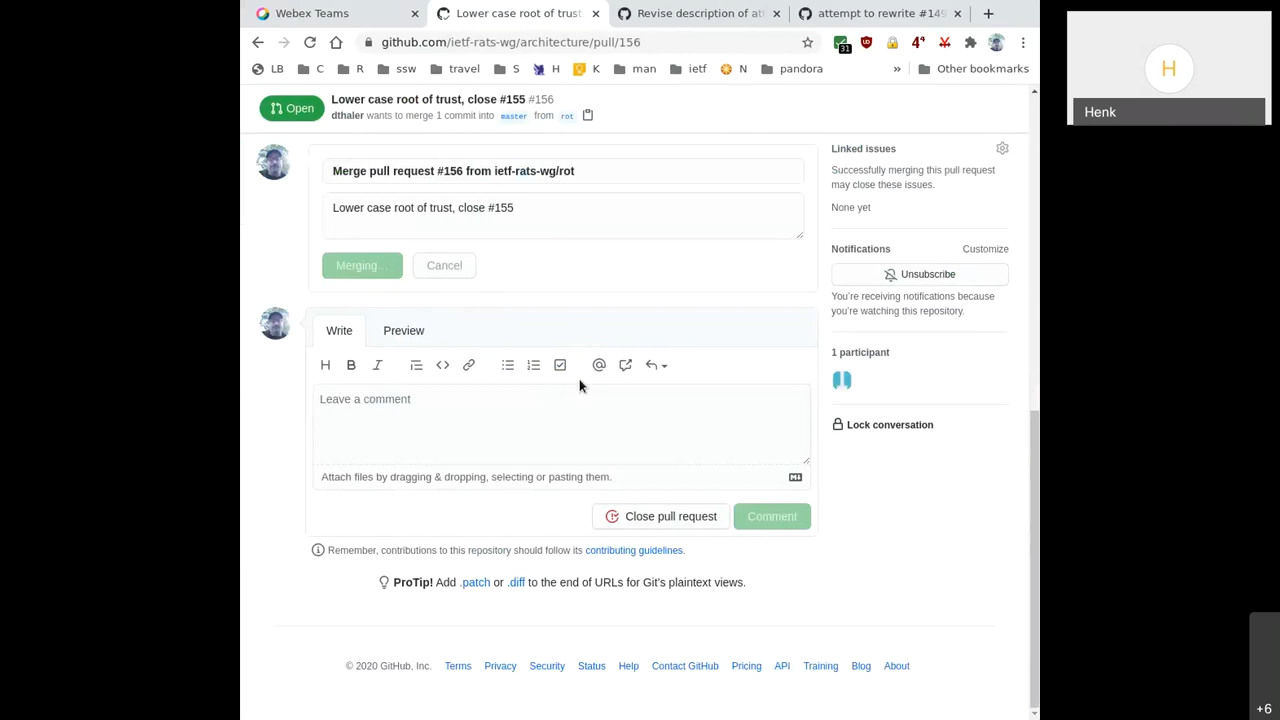 Webex Teams
Lower case root of trust,
Revise description of at
attempt to rewrite #149
github.com/ietf-rats-wg/architecture/pull/156
31
4
LB C R ssw travel S H K man ietf N pandora » Other bookmarks
Open
Lower case root of trust, close #155 #156
dthaler wants to merge 1 commit into master from rot
Merge pull request #156 from ietf-rats-wg/rot
Lower case root of trust, close #155
Merging…
Cancel
Write
Preview
H B I
Leave a comment
Attach files by dragging & dropping, selecting or pasting them.
Close pull request
Comment
Remember, contributions to this repository should follow its contributing guidelines.
ProTip! Add .patch or .diff to the end of URLs for Git's plaintext views.
Linked issues
Successfully merging this pull request
may close these issues.
None yet
Notifications
Customize
Unsubscribe
You're receiving notifications because
you're watching this repository.
1 participant
Lock conversation
© 2020 GitHub, Inc. Terms Privacy Security Status Help Contact GitHub Pricing API Training Blog About
H
Henk
+6